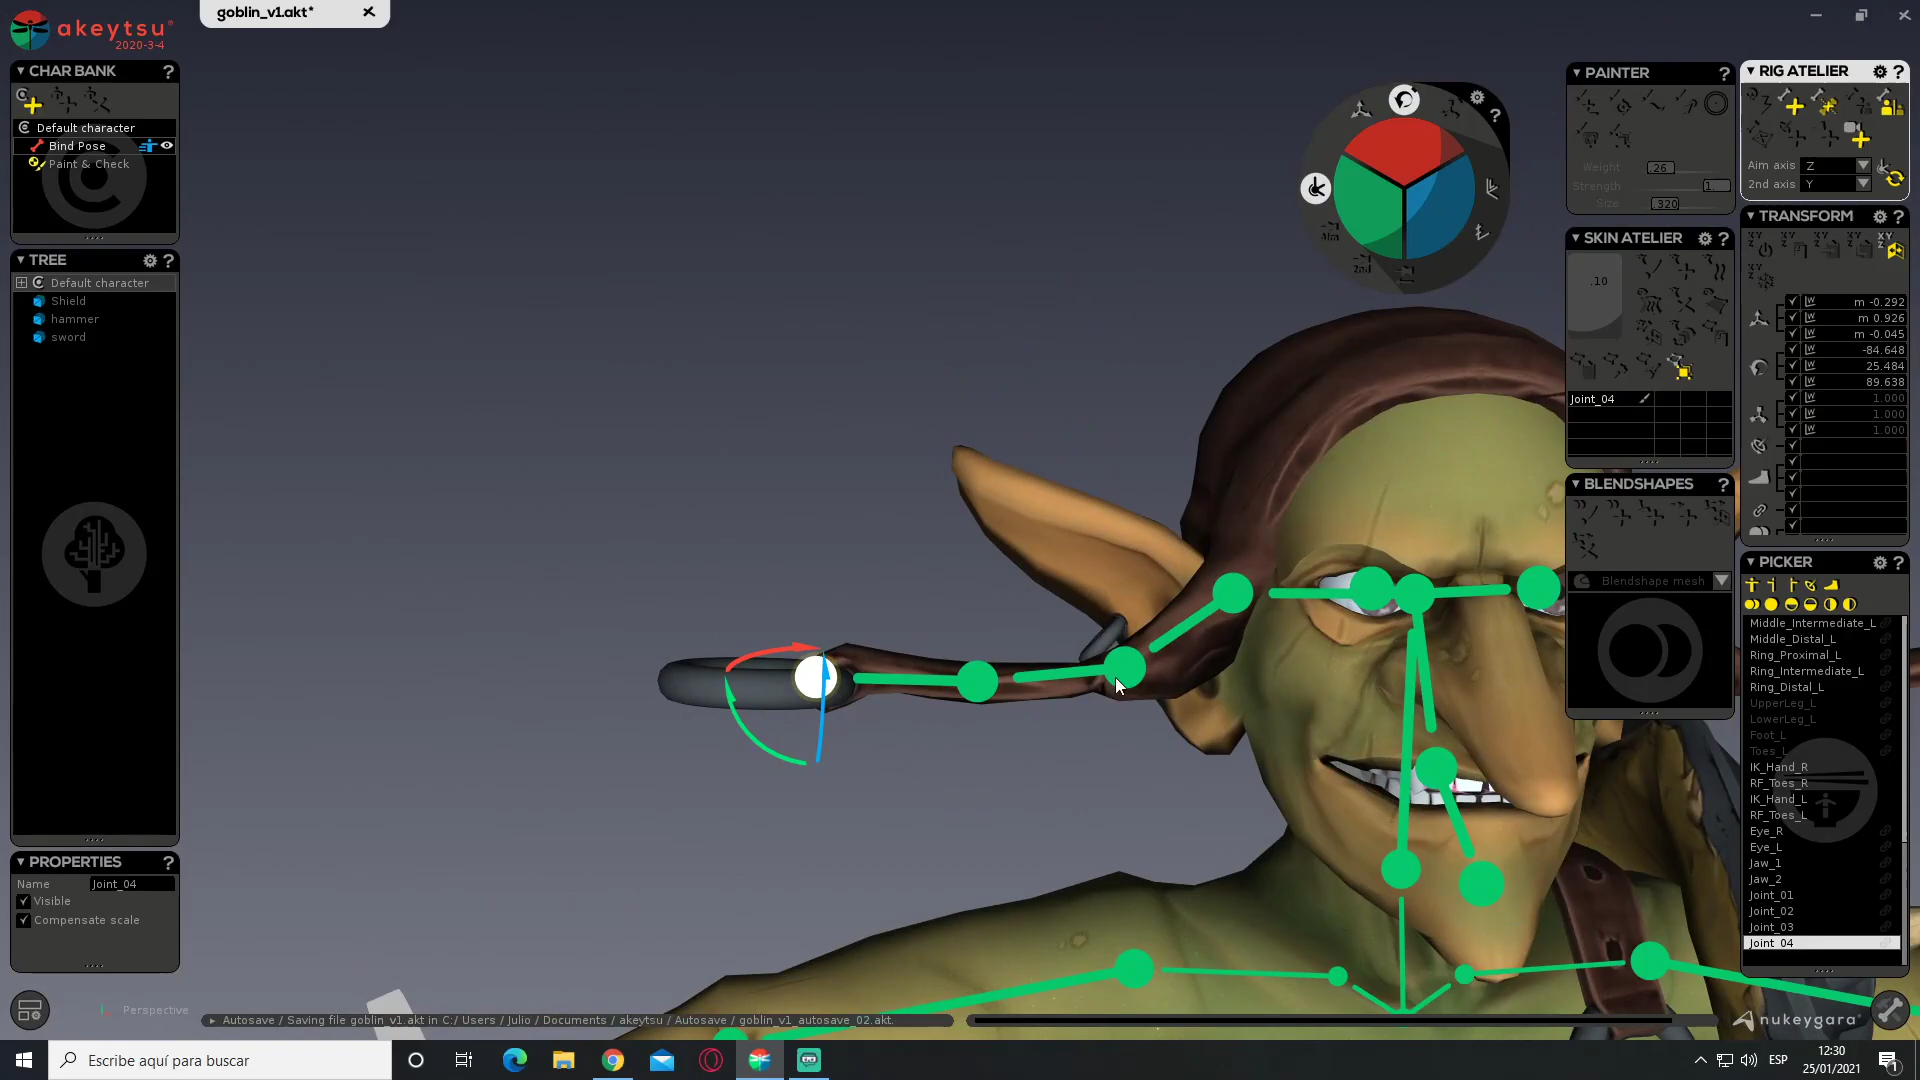 akeytsu
2020-3-4
goblin_v1.akt*
CHAR BANK ?
Default character
Bind Pose
Paint & Check
TREE ?
Default character
Shield
hammer
sword
PROPERTIES ?
Name Joint_04
Visible
Compensate scale
Perspective
Autosave / Saving file goblin_v1.akt in C:/ Users / Julio / Documents / akeytsu / Autosave / goblin_v1_autosave_02.akt.
?
Aim
2nd
PAINTER ?
Weight .26
Strength 1.
Size .320
SKIN ATELIER ?
.10
Joint_04
BLENDSHAPES ?
Blendshape mesh
RIG ATELIER ?
Aim axis Z
2nd axis Y
TRANSFORM ?
m -0.292
m 0.926
m -0.045
-84.648
25.484
89.638
1.000
1.000
1.000
PICKER ?
Middle_Intermediate_L
Middle_Distal_L
Ring_Proximal_L
Ring_Intermediate_L
Ring_Distal_L
UpperLeg_L
LowerLeg_L
Foot_L
Toes_L
IK_Hand_R
RF_Toes_R
IK_Hand_L
RF_Toes_L
Eye_R
Eye_L
Jaw_1
Jaw_2
Joint_01
Joint_02
Joint_03
Joint_04
nukeygara
Escribe aquí para buscar
ESP
12:30
25/01/2021
1